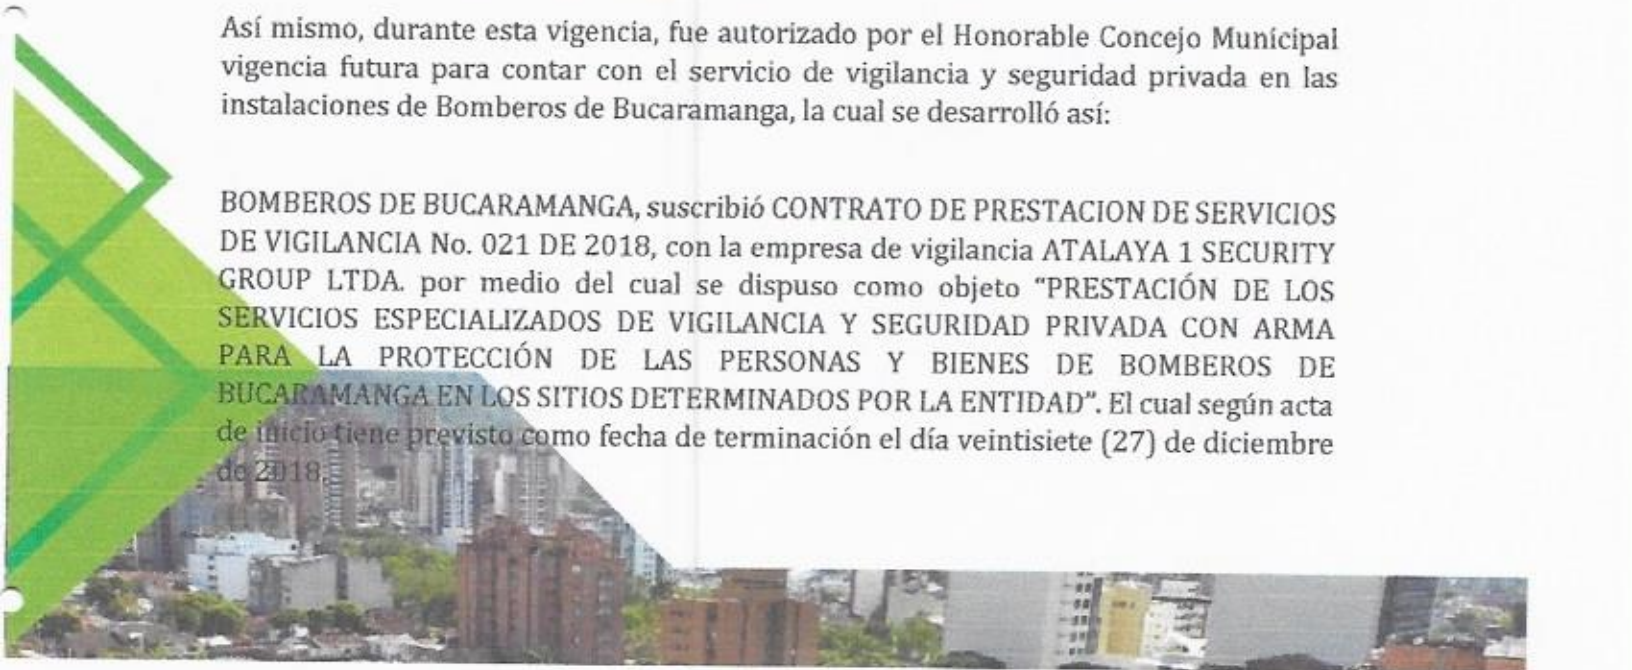 Así mismo, durante esta vigencia, fue autorizado por el Honorable Concejo Municipal
vigencia futura para contar con el servicio de vigilancia y seguridad privada en las
instalaciones de Bomberos de Bucaramanga, la cual se desarrolló así:
BOMBEROS DE BUCARAMANGA, suscribió CONTRATO DE PRESTACION DE SERVICIOS
DE VIGILANCIA No. 021 DE 2018, con la empresa de vigilancia ATALAYA 1 SECURITY
GROUP LTDA. por medio del cual se dispuso como objeto “PRESTACIÓN DE LOS
SERVICIOS ESPECIALIZADOS DE VIGILANCIA Y SEGURIDAD PRIVADA CON ARMA
PARA LA PROTECCIÓN DE LAS PERSONAS Y BIENES DE BOMBEROS DE
BUCARAMANGA EN LOS SITIOS DETERMINADOS POR LA ENTIDAD”. El cual según acta
de inicio tiene previsto como fecha de terminación el día veintisiete (27) de diciembre
de 2018.